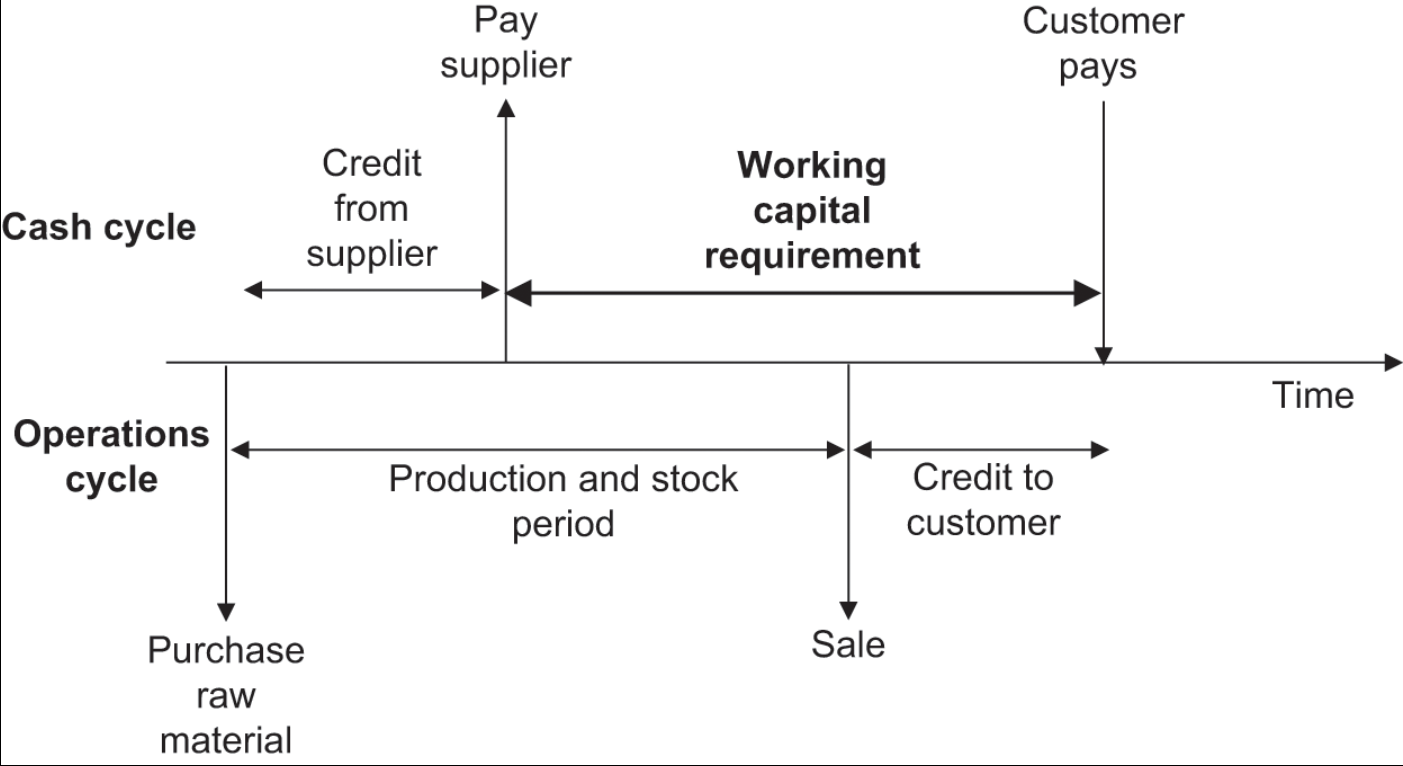 Pay
supplier
Customer
pays
Credit
from
supplier
Working
capital
requirement
Cash cycle
Time
Operations
cycle
Production and stock
period
Credit to
customer
Purchase
raw
material
Sale